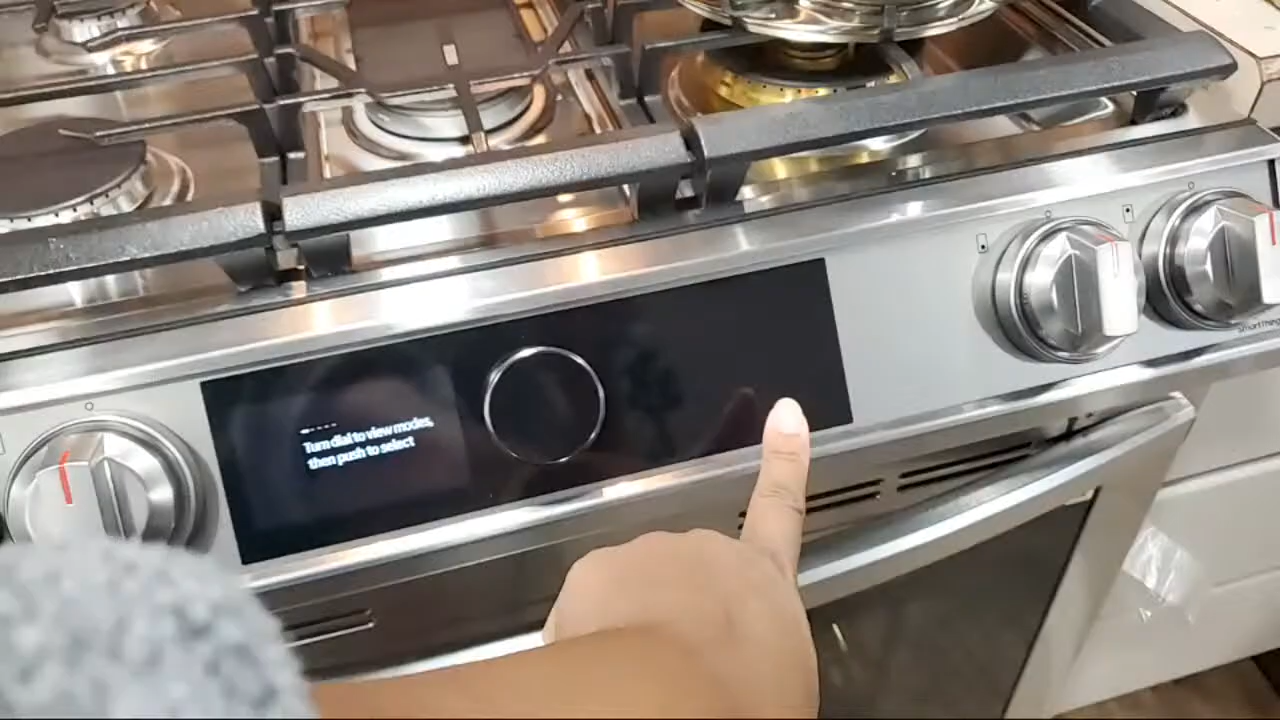 Turn dial to view modes,
then push to select